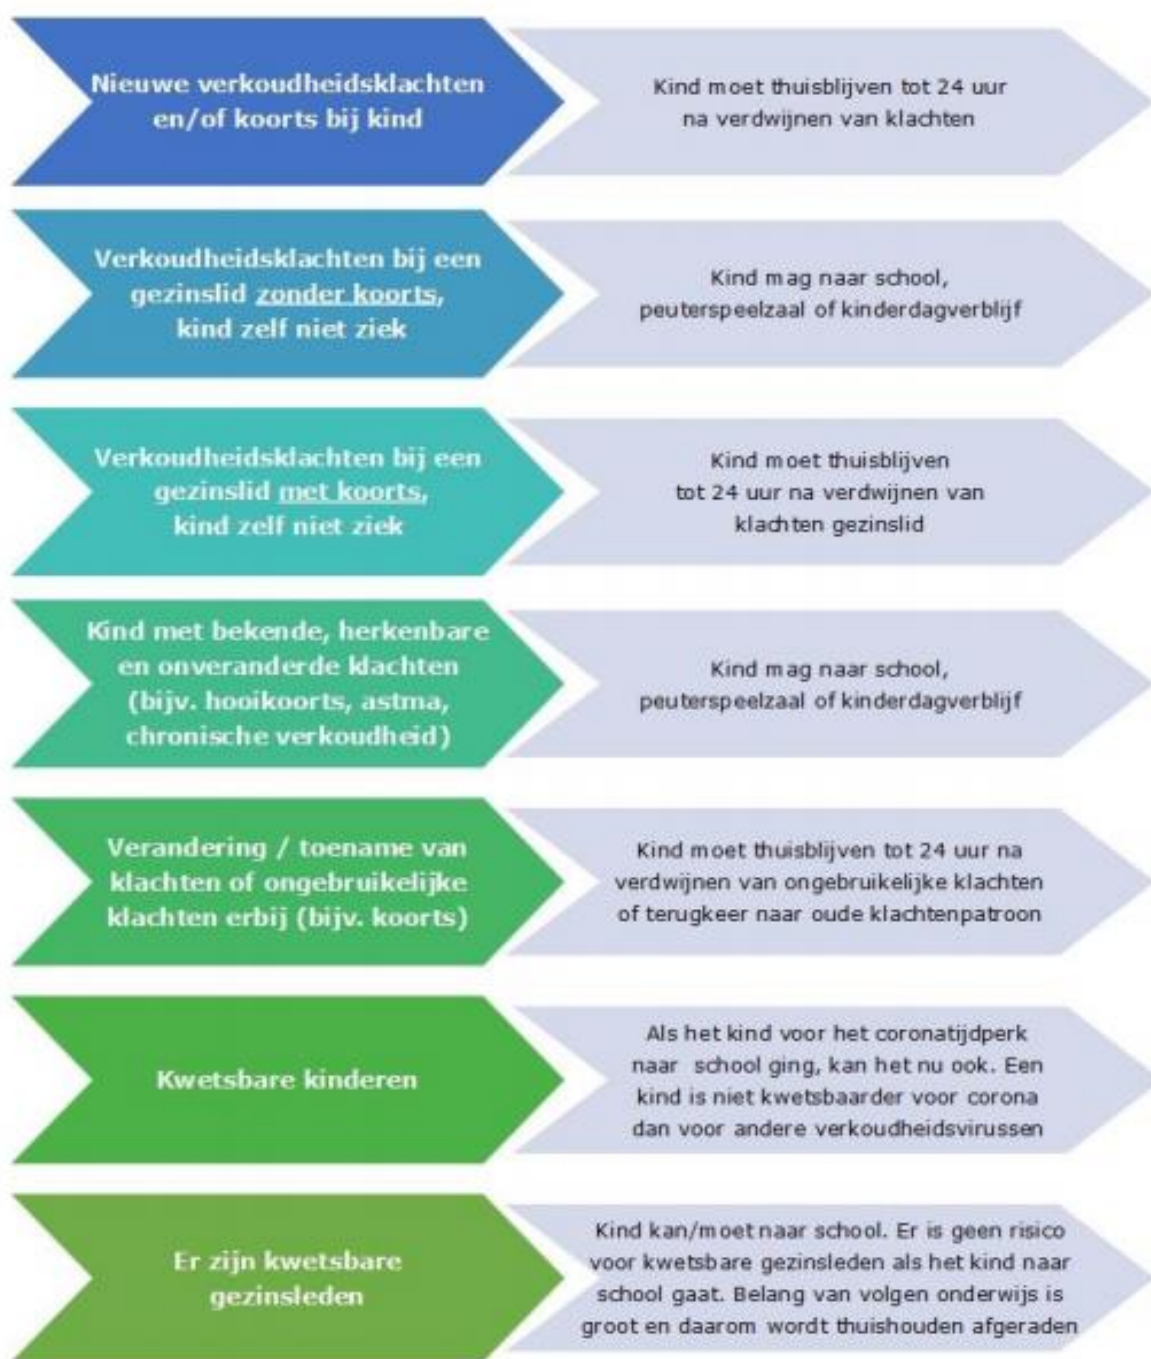 Nieuwe verkoudheidsklachten
en/of koorts bij kind
Kind moet thuisblijven tot 24 uur
na verdwijnen van klachten
Verkoudheidsklachten bij een
gezinslid zonder koorts,
kind zelf niet ziek
Kind mag naar school,
peuterspeelzaal of kinderdagverblijf
Verkoudheidsklachten bij een
gezinslid met koorts,
kind zelf niet ziek
Kind moet thuisblijven
tot 24 uur na verdwijnen van
klachten gezinslid
Kind met bekende, herkenbare
en onveranderde klachten
(bijv. hooikoorts, astma,
chronische verkoudheid)
Kind mag naar school,
peuterspeelzaal of kinderdagverblijf
Verandering / toename van
klachten of ongebruikelijke
klachten erbij (bijv. koorts)
Kind moet thuisblijven tot 24 uur na
verdwijnen van ongebruikelijke klachten
of terugkeer naar oude klachtenpatroon
Kwetsbare kinderen
Als het kind voor het coronatijdperk
naar school ging, kan het nu ook. Een
kind is niet kwetsbaarder voor corona
dan voor andere verkoudheidsvirussen
Er zijn kwetsbare
gezinsleden
Kind kan/moet naar school. Er is geen risico
voor kwetsbare gezinsleden als het kind naar
school gaat. Belang van volgen onderwijs is
groot en daarom wordt thuishouden afgeraden